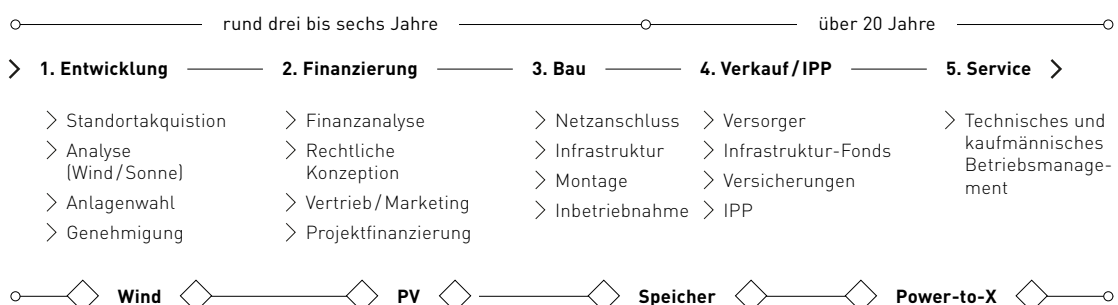 rund drei bis sechs Jahre
über 20 Jahre
1. Entwicklung
2. Finanzierung
3. Bau
4. Verkauf / IPP
5. Service
Standortakquistion
Analyse
(Wind / Sonne)
Anlagenwahl
Genehmigung
Finanzanalyse
Rechtliche
Konzeption
Vertrieb / Marketing
Projektfinanzierung
Netzanschluss
Infrastruktur
Montage
Inbetriebnahme
Versorger
Infrastruktur-Fonds
Versicherungen
IPP
Technisches und
kaufmännisches
Betriebsmanage-
ment
Wind
PV
Speicher
Power-to-X